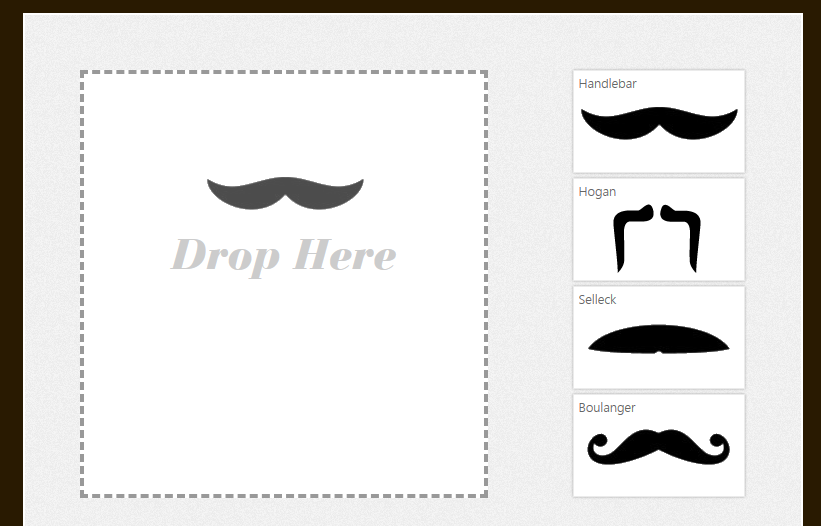 Drop Here
Handlebar
Hogan
Selleck
Boulanger